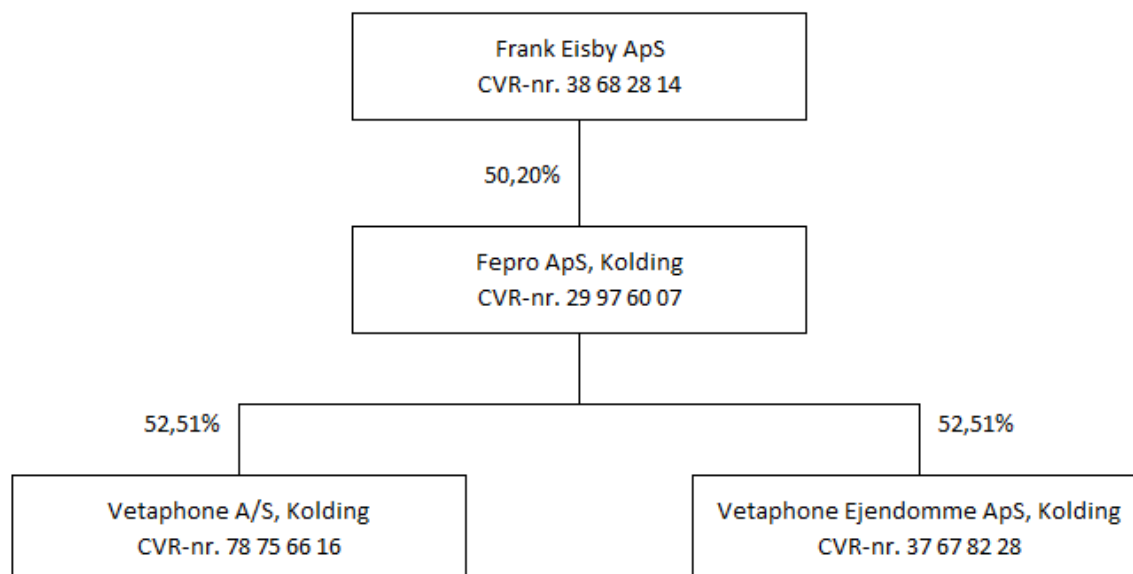 Frank Eisby ApS
CVR-nr. 38 68 28 14
50,20%
Fepro ApS, Kolding
CVR-nr. 29 97 60 07
52,51%
52,51%
Vetaphone A/S, Kolding
CVR-nr. 78 75 66 16
Vetaphone Ejendomme ApS, Kolding
CVR-nr. 37 67 82 28